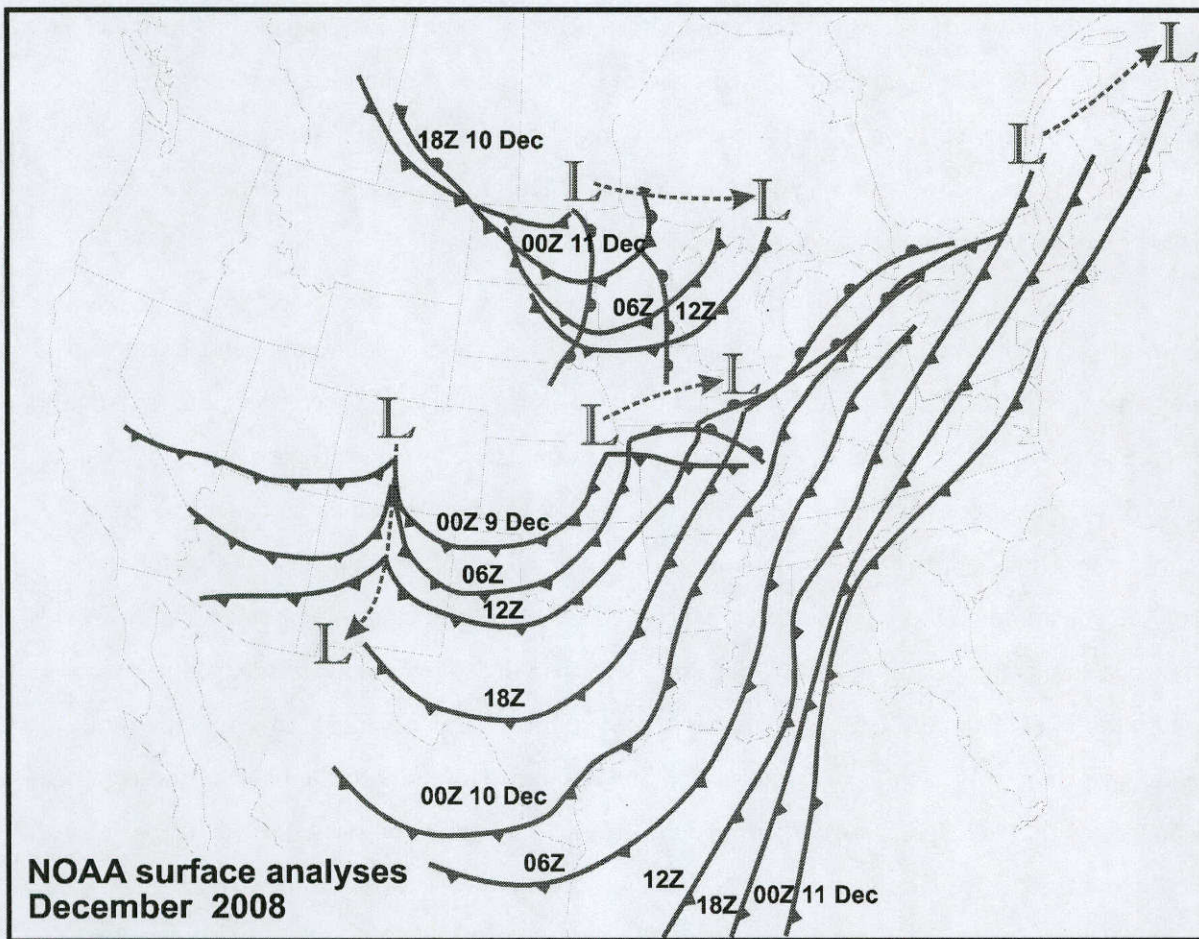 L
L
18Z 10 Dec
L
L
L
00Z 11 Dec
06Z
12Z
L
L
L
00Z 9 Dec
06Z
12Z
L
18Z
00Z 10 Dec
06Z
12Z
18Z
00Z 11 Dec
NOAA surface analyses
December 2008